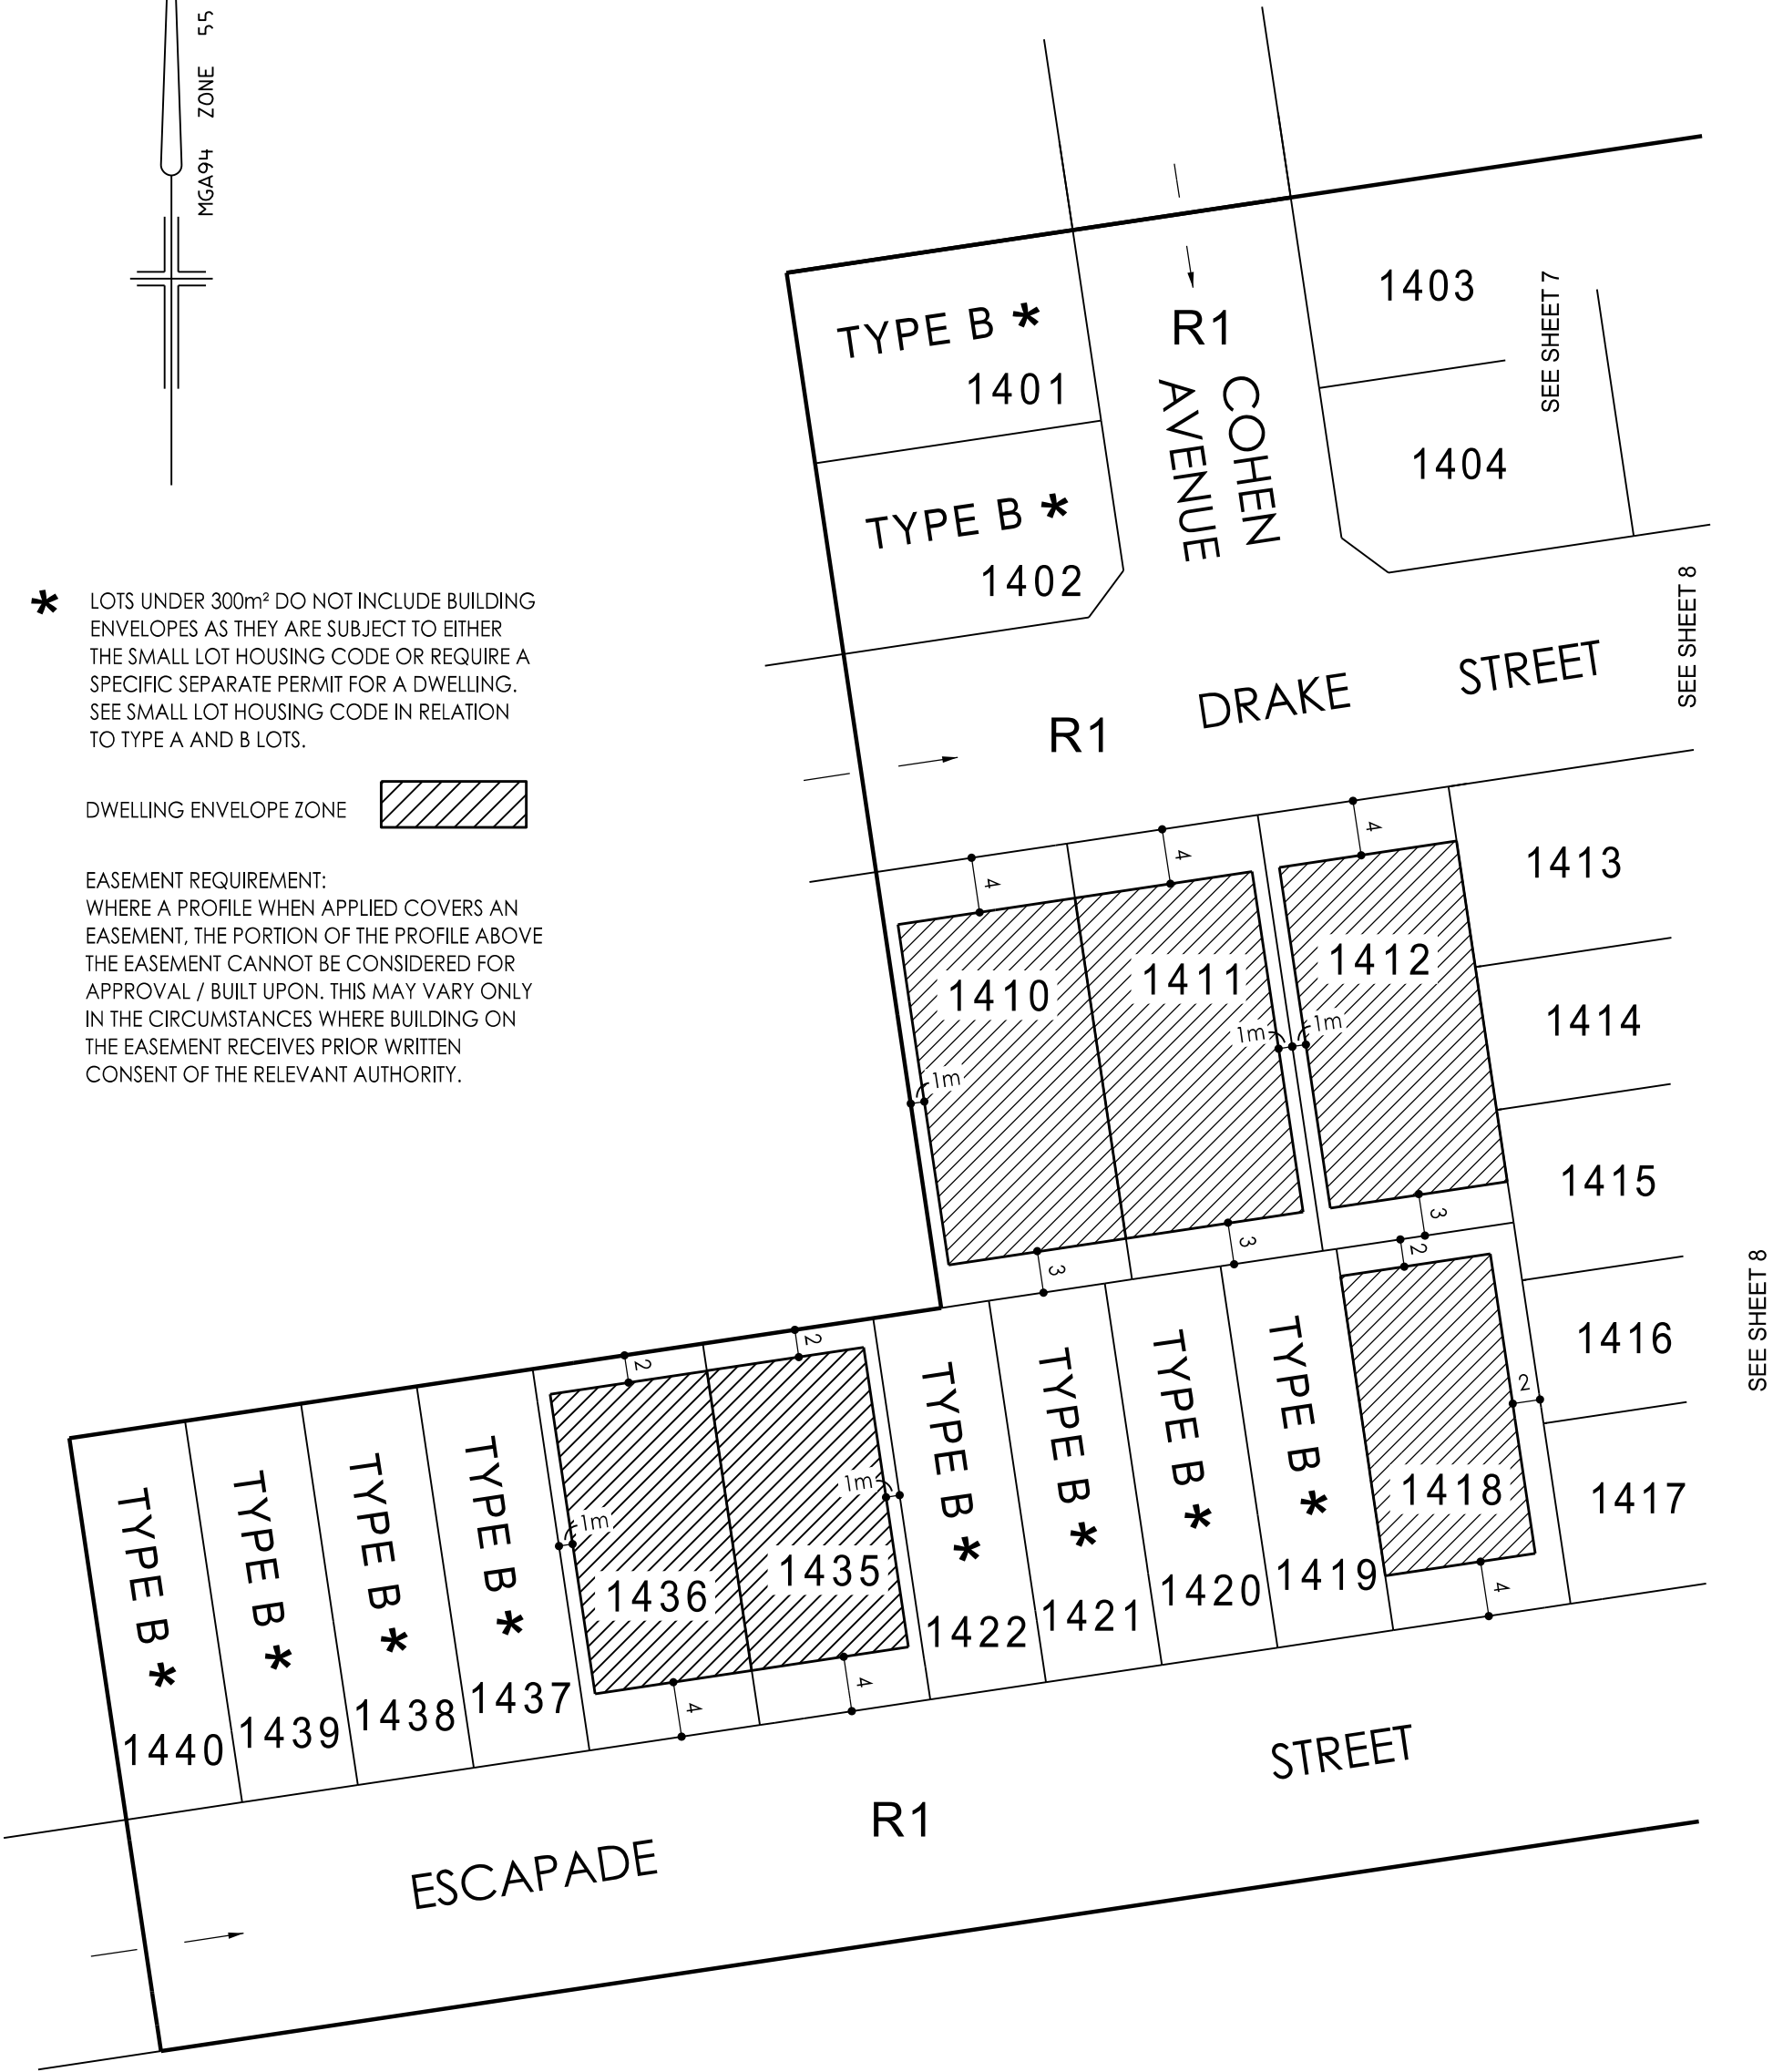 MGA94 ZONE 55
TYPE B *
1401
TYPE B *
1402
R1
COHEN
AVENUE
1403
1404
SEE SHEET 7
SEE SHEET 8
* LOTS UNDER 300m² DO NOT INCLUDE BUILDING
ENVELOPES AS THEY ARE SUBJECT TO EITHER
THE SMALL LOT HOUSING CODE OR REQUIRE A
SPECIFIC SEPARATE PERMIT FOR A DWELLING.
SEE SMALL LOT HOUSING CODE IN RELATION
TO TYPE A AND B LOTS.
DWELLING ENVELOPE ZONE
EASEMENT REQUIREMENT:
WHERE A PROFILE WHEN APPLIED COVERS AN
EASEMENT, THE PORTION OF THE PROFILE ABOVE
THE EASEMENT CANNOT BE CONSIDERED FOR
APPROVAL / BUILT UPON. THIS MAY VARY ONLY
IN THE CIRCUMSTANCES WHERE BUILDING ON
THE EASEMENT RECEIVES PRIOR WRITTEN
CONSENT OF THE RELEVANT AUTHORITY.
R1 DRAKE STREET
4
4
4
1410
1411
1412
1m
1m
1m
3
3
3
1413
1414
1415
1416
1417
SEE SHEET 8
2
2
1418
4
TYPE B *
1440
TYPE B *
1439
TYPE B *
1438
TYPE B *
1437
2
2
1m
1m
1436
1435
4
4
TYPE B *
1422
TYPE B *
1421
TYPE B *
1420
TYPE B *
1419
ESCAPADE R1 STREET